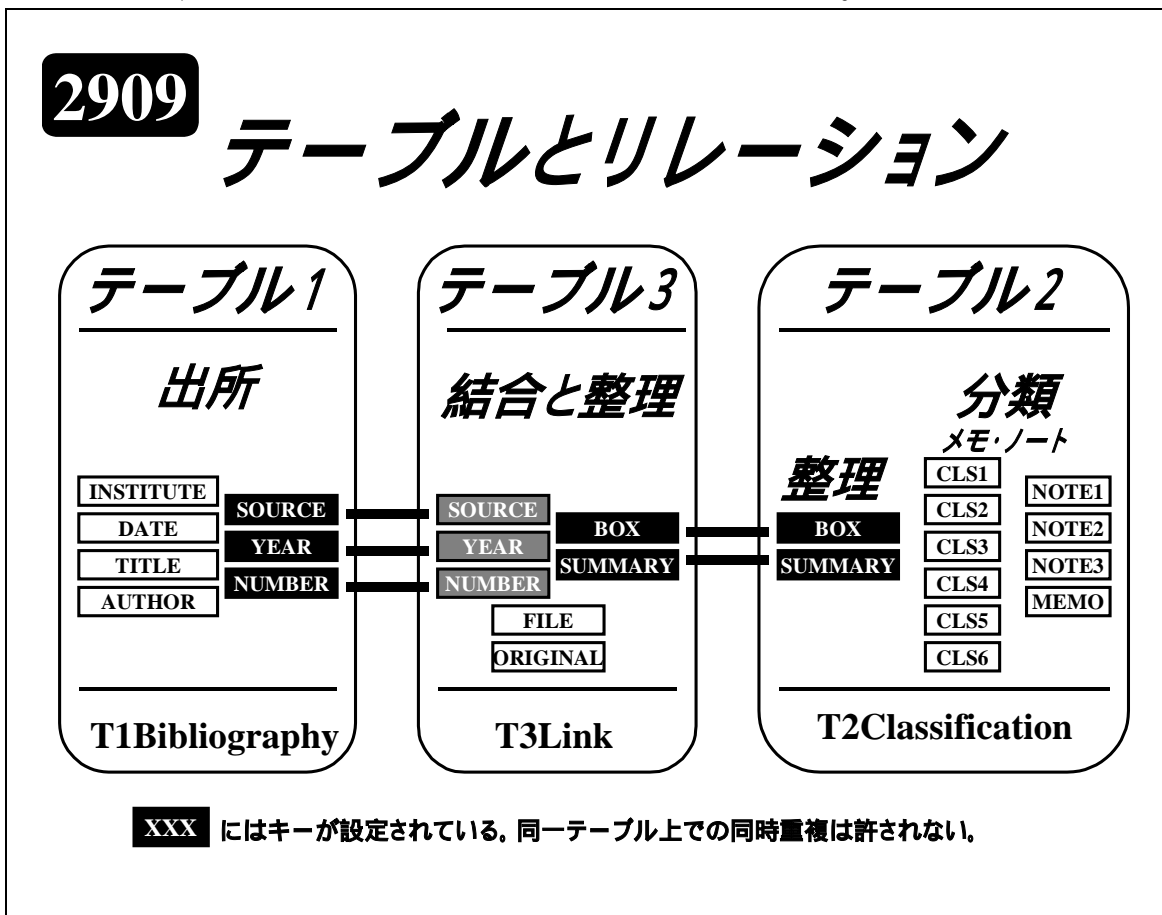 2909
テーブルとリレーション
テーブル1
出所
INSTITUTE
DATE
TITLE
AUTHOR
SOURCE
YEAR
NUMBER
T1Bibliography
テーブル3
結合と整理
SOURCE
YEAR
NUMBER
BOX
SUMMARY
FILE
ORIGINAL
T3Link
テーブル2
分類
メモ・ノート
整理
BOX
SUMMARY
CLS1
CLS2
CLS3
CLS4
CLS5
CLS6
NOTE1
NOTE2
NOTE3
MEMO
T2Classification
XXX にはキーが設定されている。同一テーブル上での同時重複は許されない。